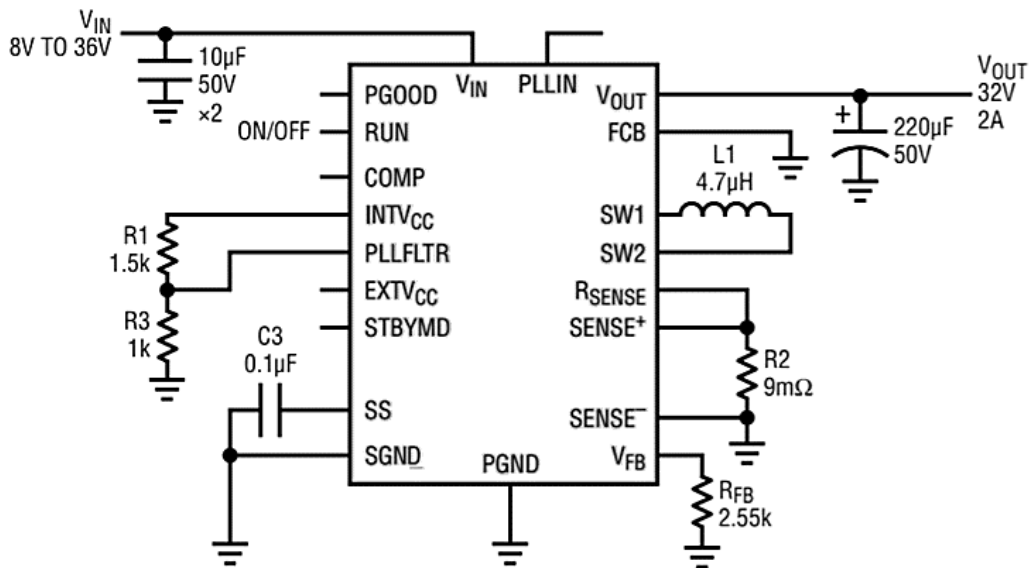 VIN
8V TO 36V
10µF
50V
×2
VIN
PLLIN
PGOOD
VOUT
VOUT
32V
2A
ON/OFF
RUN
FCB
220µF
50V
+
COMP
L1
4.7µH
INTVCC
SW1
R1
1.5k
PLLFLTR
SW2
EXTVCC
RSENSE
R3
1k
STBYMD
SENSE+
C3
0.1µF
R2
9mΩ
SS
SENSE−
SGND
PGND
VFB
RFB
2.55k